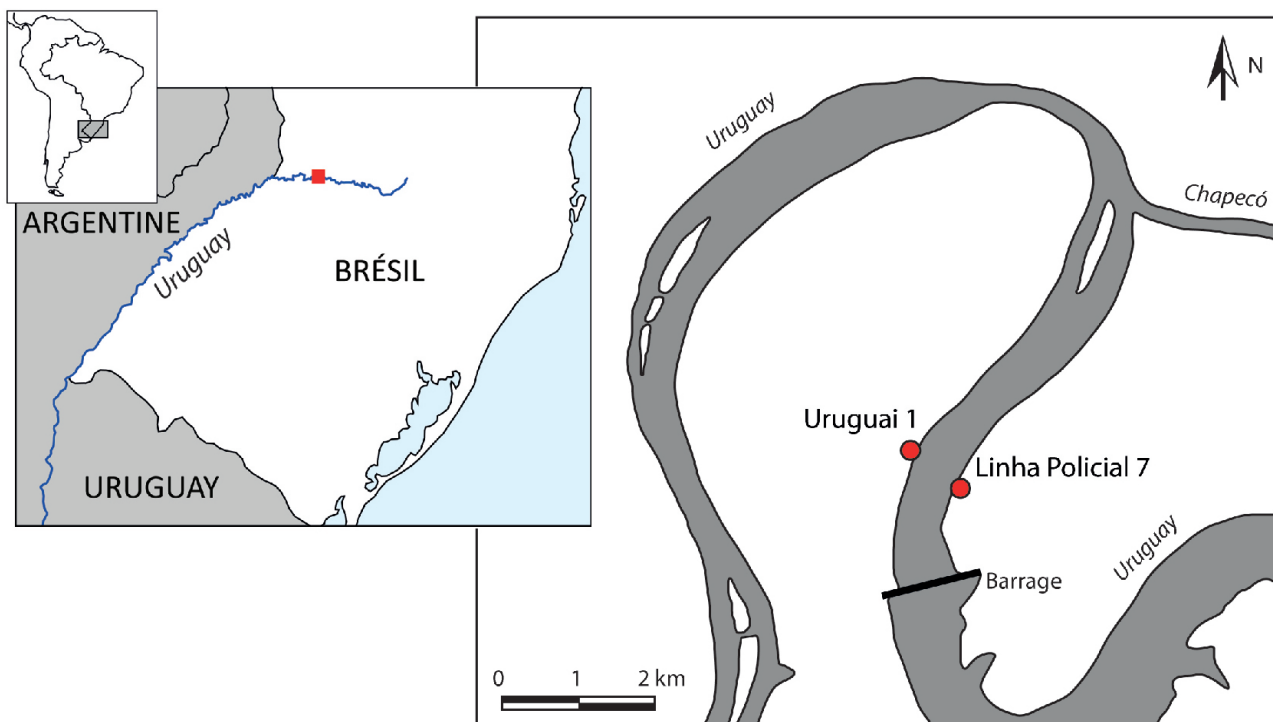 ARGENTINE
Uruguay
BRÉSIL
URUGUAY
N
Uruguay
Chapecó
Uruguai 1
Linha Policial 7
Uruguay
Barrage
0 1 2 km